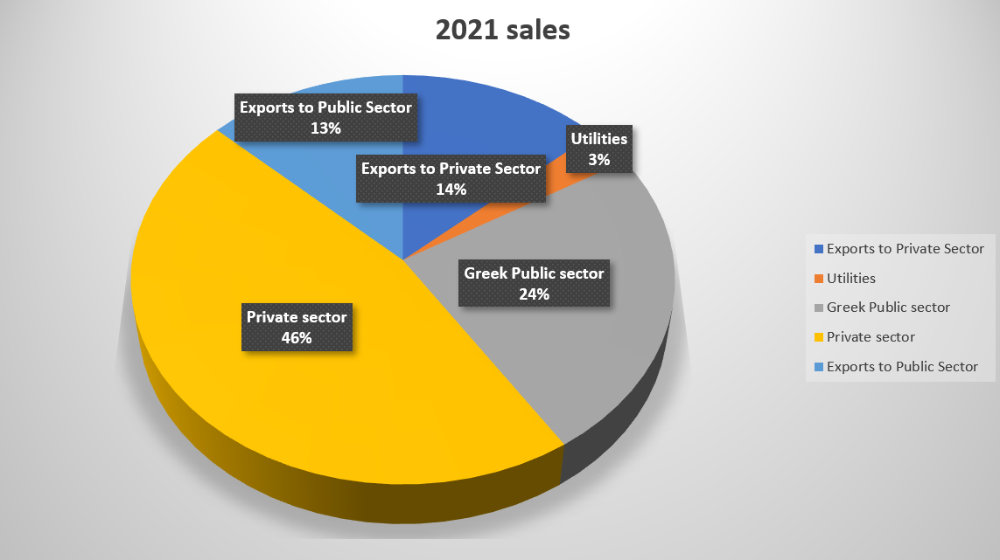 2021 sales
Exports to Public Sector
13%
Utilities
3%
Exports to Private Sector
14%
Greek Public sector
24%
Private sector
46%
Exports to Private Sector
Utilities
Greek Public sector
Private sector
Exports to Public Sector